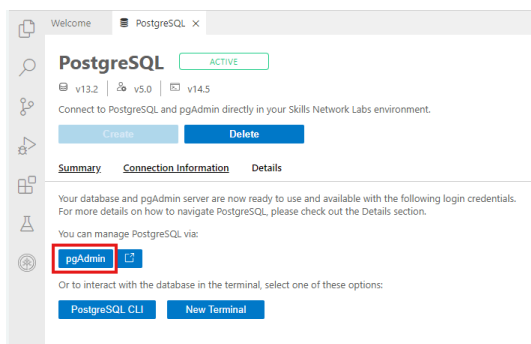 Welcome
PostgreSQL
PostgreSQL ACTIVE
v13.2 v5.0 v14.5
Connect to PostgreSQL and pgAdmin directly in your Skills Network Labs environment.
Create Delete
Summary Connection Information Details
Your database and pgAdmin server are now ready to use and available with the following login credentials.
For more details on how to navigate PostgreSQL, please check out the Details section.
You can manage PostgreSQL via:
pgAdmin
Or to interact with the database in the terminal, select one of these options:
PostgreSQL CLI New Terminal